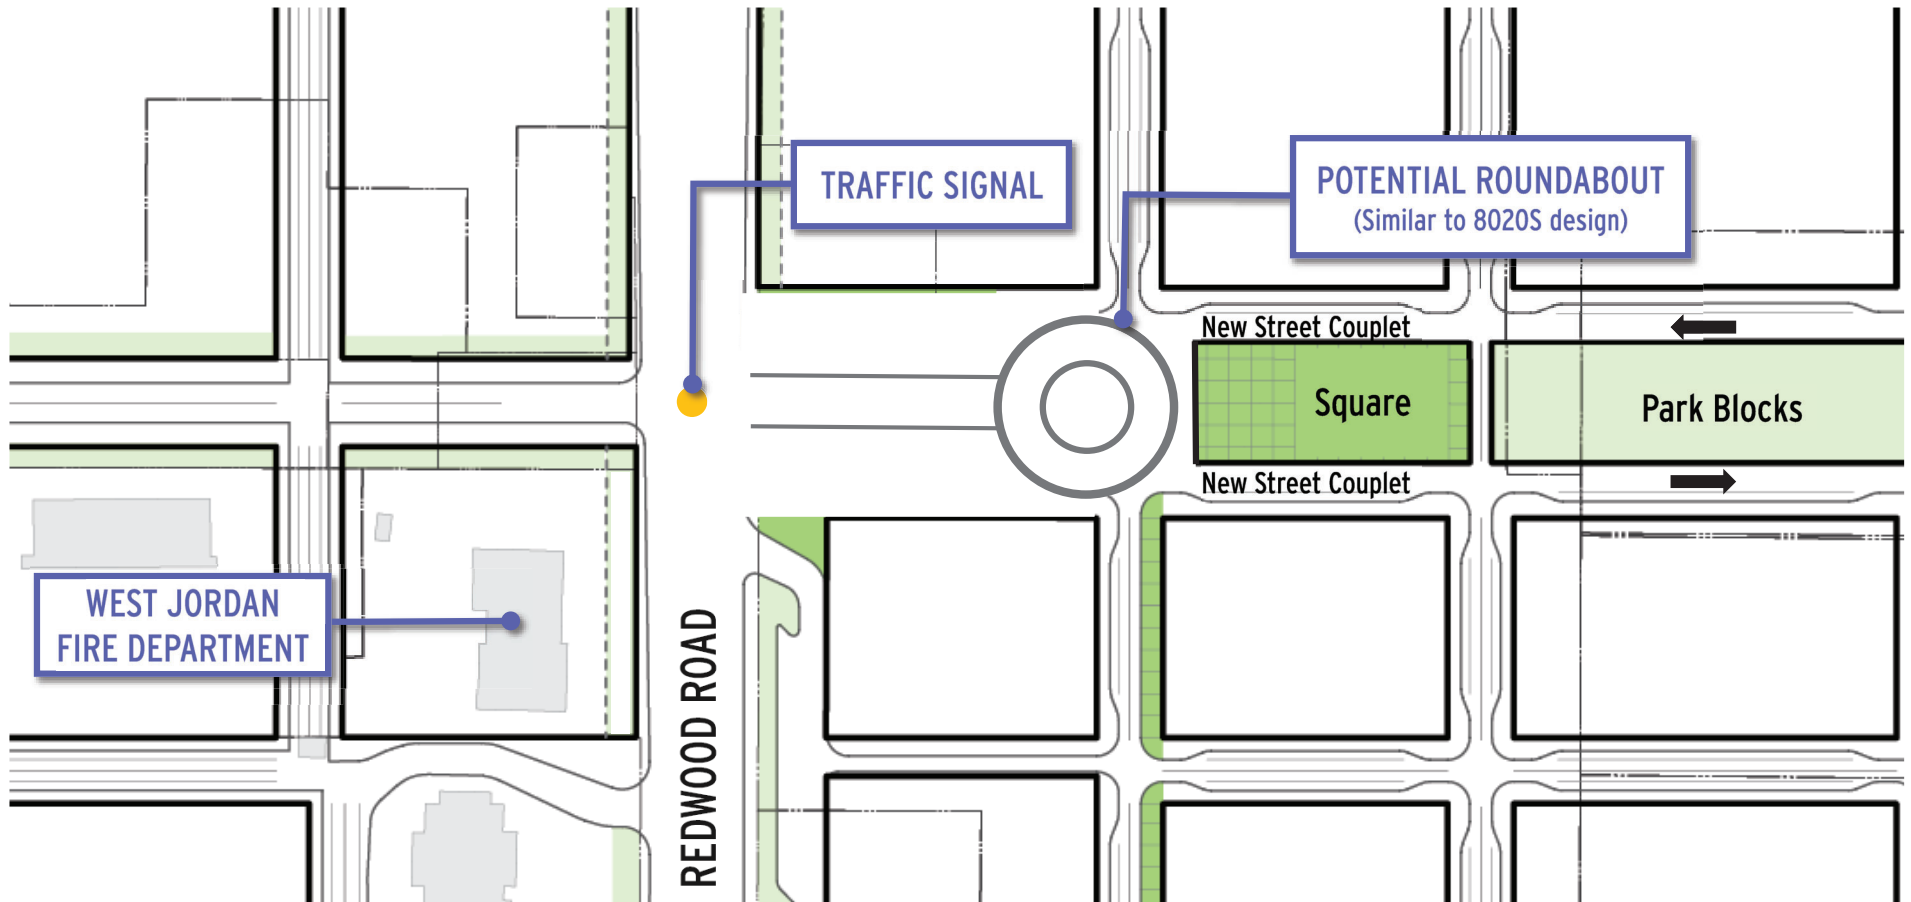 TRAFFIC SIGNAL
POTENTIAL ROUNDABOUT
(Similar to 8020S design)
New Street Couplet
Square
Park Blocks
New Street Couplet
WEST JORDAN
FIRE DEPARTMENT
REDWOOD ROAD